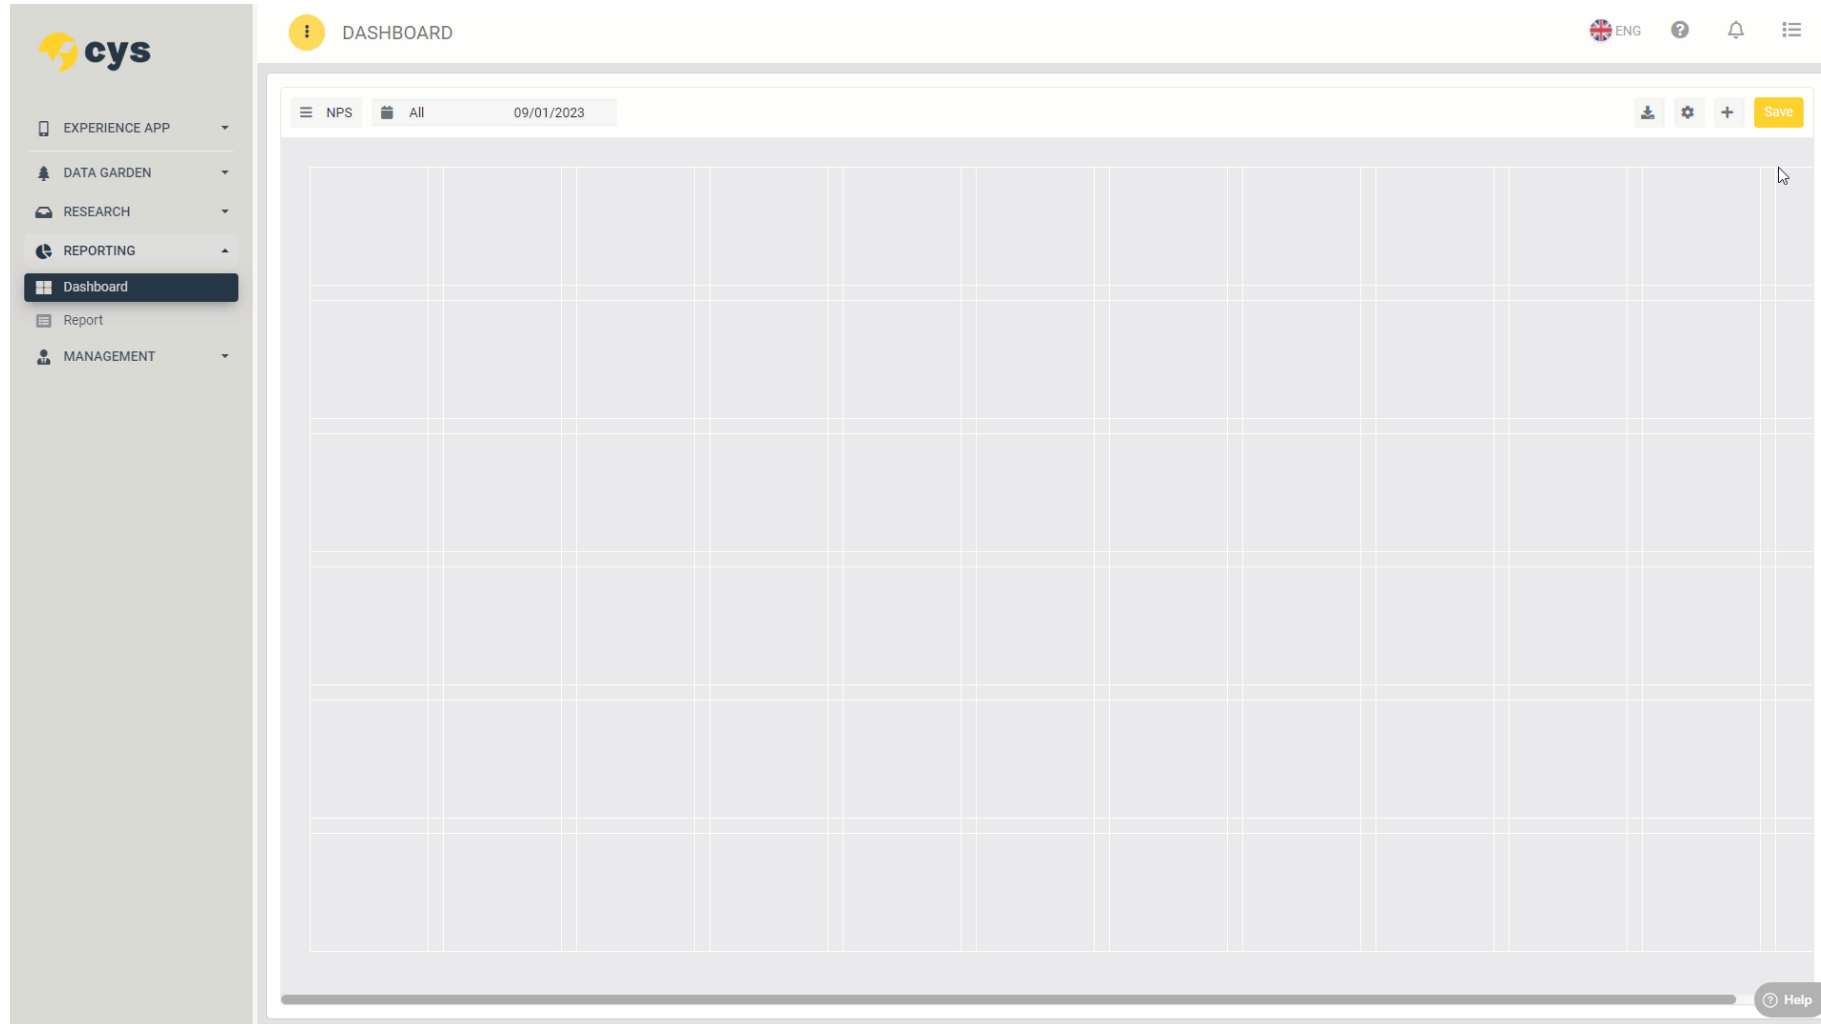 cys
DASHBOARD
ENG
EXPERIENCE APP
DATA GARDEN
RESEARCH
REPORTING
Dashboard
Report
MANAGEMENT
NPS
All
09/01/2023
Save
Help